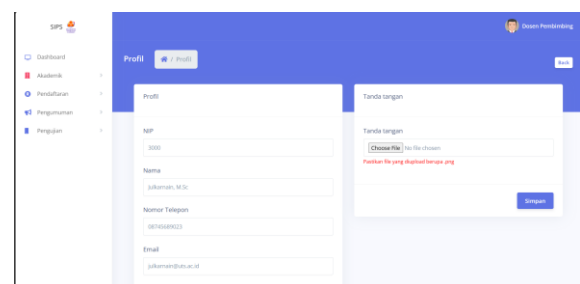 SIPS
Dosen Pembimbing
Dashboard
Akademik
Pendaftaran
Pengumuman
Pengujian
Profil
/ Profil
Back
Profil
NIP
3000
Nama
Julkarnain, M.Sc
Nomor Telepon
08745689023
Email
julkarnain@uts.ac.id
Tanda tangan
Tanda tangan
Choose File No file chosen
Pastikan file yang diupload berupa .png
Simpan